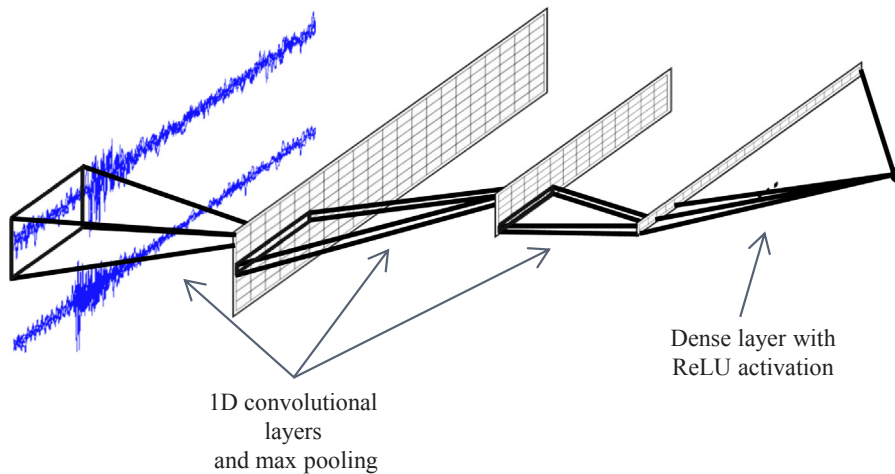 1D convolutional
layers
and max pooling
Dense layer with
ReLU activation